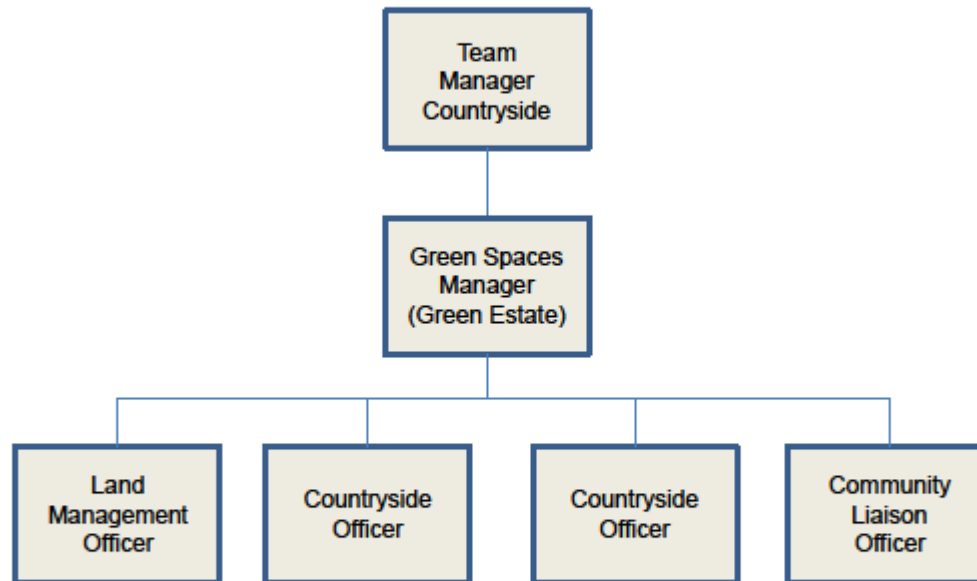 Team
Manager
Countryside
Green Spaces
Manager
(Green Estate)
Land
Management
Officer
Countryside
Officer
Countryside
Officer
Community
Liaison
Officer